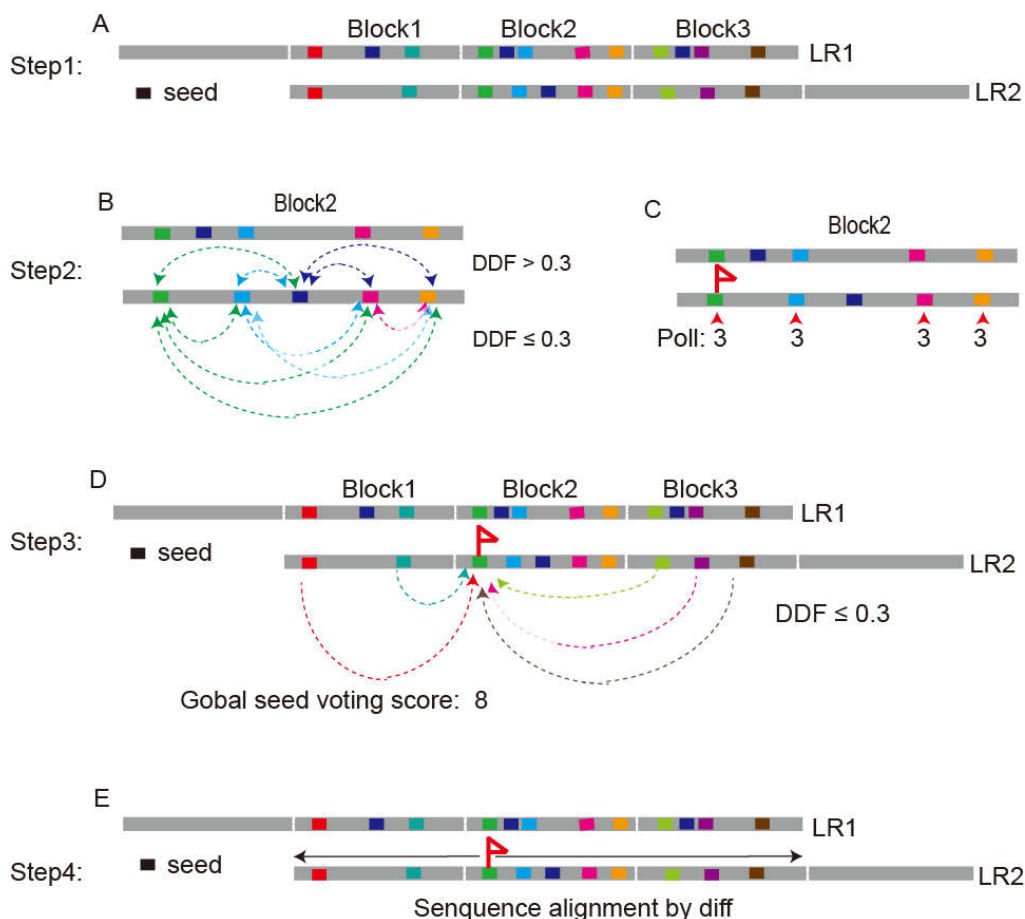 A
Block1 Block2 Block3
Step1:
LR1
seed
LR2
B
Block2
Step2:
DDF > 0.3
DDF ≤ 0.3
C
Block2
Poll: 3 3 3 3
D
Block1 Block2 Block3
LR1
Step3:
seed
LR2
DDF ≤ 0.3
Gobal seed voting score: 8
E
LR1
Step4:
seed
LR2
Senquence alignment by diff